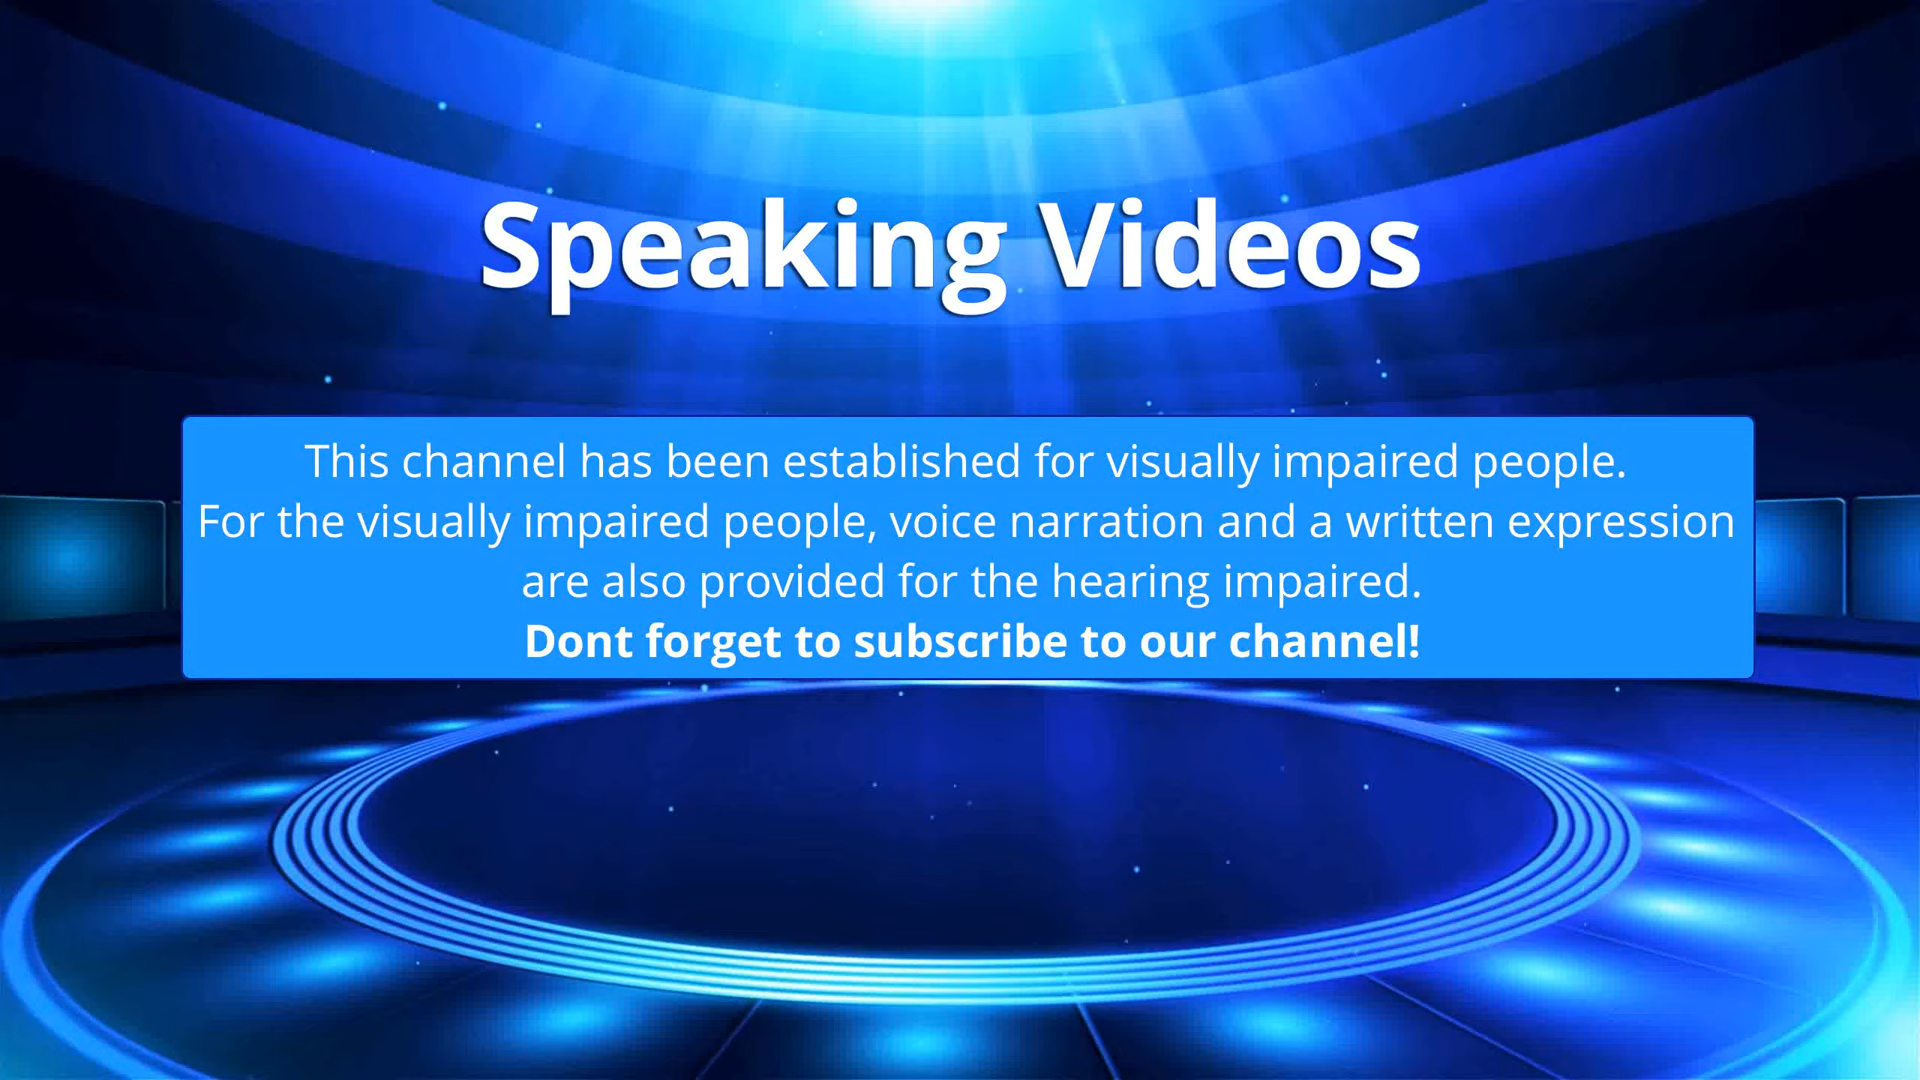 Speaking Videos
This channel has been established for visually impaired people.
For the visually impaired people, voice narration and a written expression
are also provided for the hearing impaired.
Dont forget to subscribe to our channel!